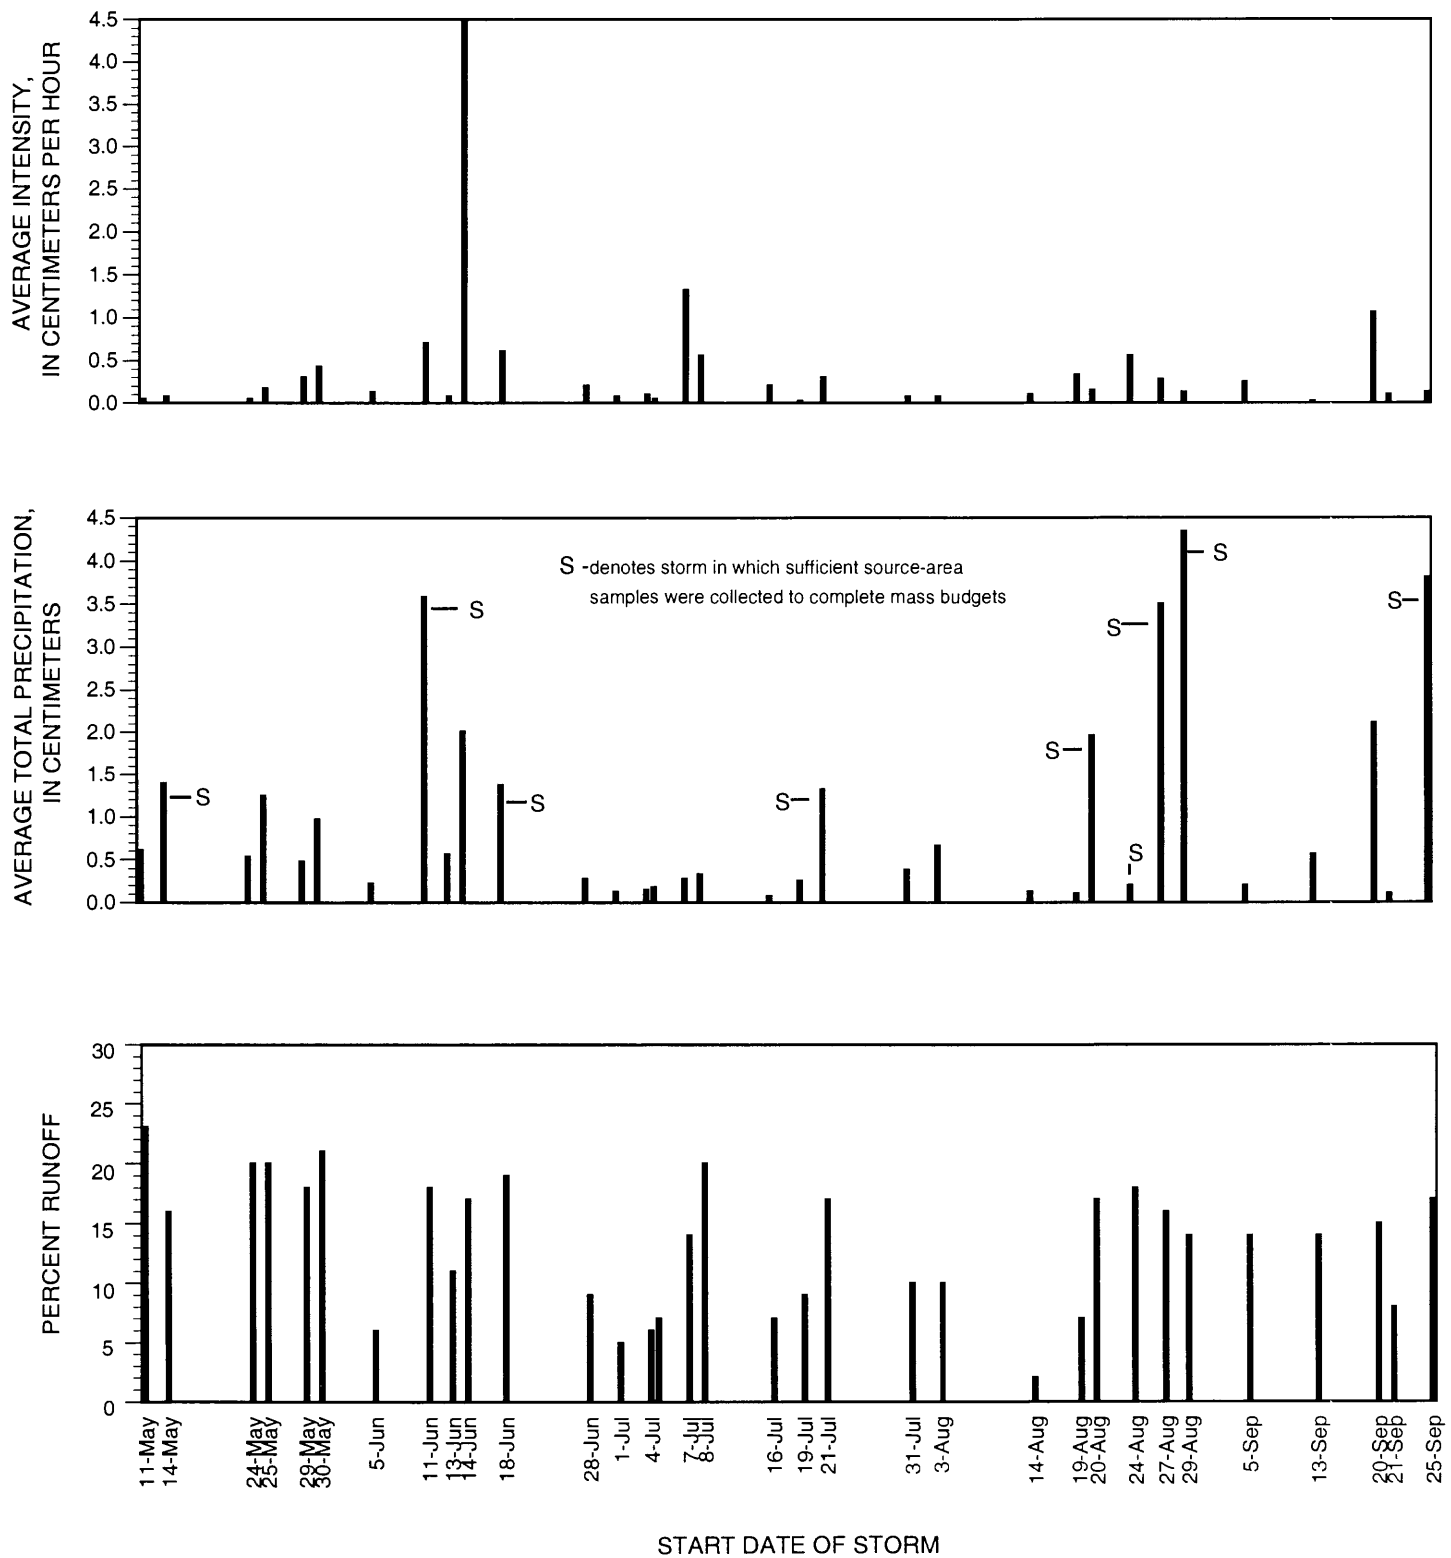 AVERAGE INTENSITY,
IN CENTIMETERS PER HOUR
4.5
4.0
3.5
3.0
2.5
2.0
1.5
1.0
0.5
0.0
AVERAGE TOTAL PRECIPITATION,
IN CENTIMETERS
4.5
4.0
3.5
3.0
2.5
2.0
1.5
1.0
0.5
0.0
S -denotes storm in which sufficient source-area
samples were collected to complete mass budgets
S
S
S
S
S
S
S
S
S
PERCENT RUNOFF
30
25
20
15
10
5
0
11-May
14-May
24-May
25-May
29-May
30-May
5-Jun
11-Jun
13-Jun
14-Jun
18-Jun
28-Jun
1-Jul
4-Jul
7-Jul
8-Jul
16-Jul
19-Jul
21-Jul
31-Jul
3-Aug
14-Aug
19-Aug
20-Aug
24-Aug
27-Aug
29-Aug
5-Sep
13-Sep
20-Sep
21-Sep
25-Sep
START DATE OF STORM